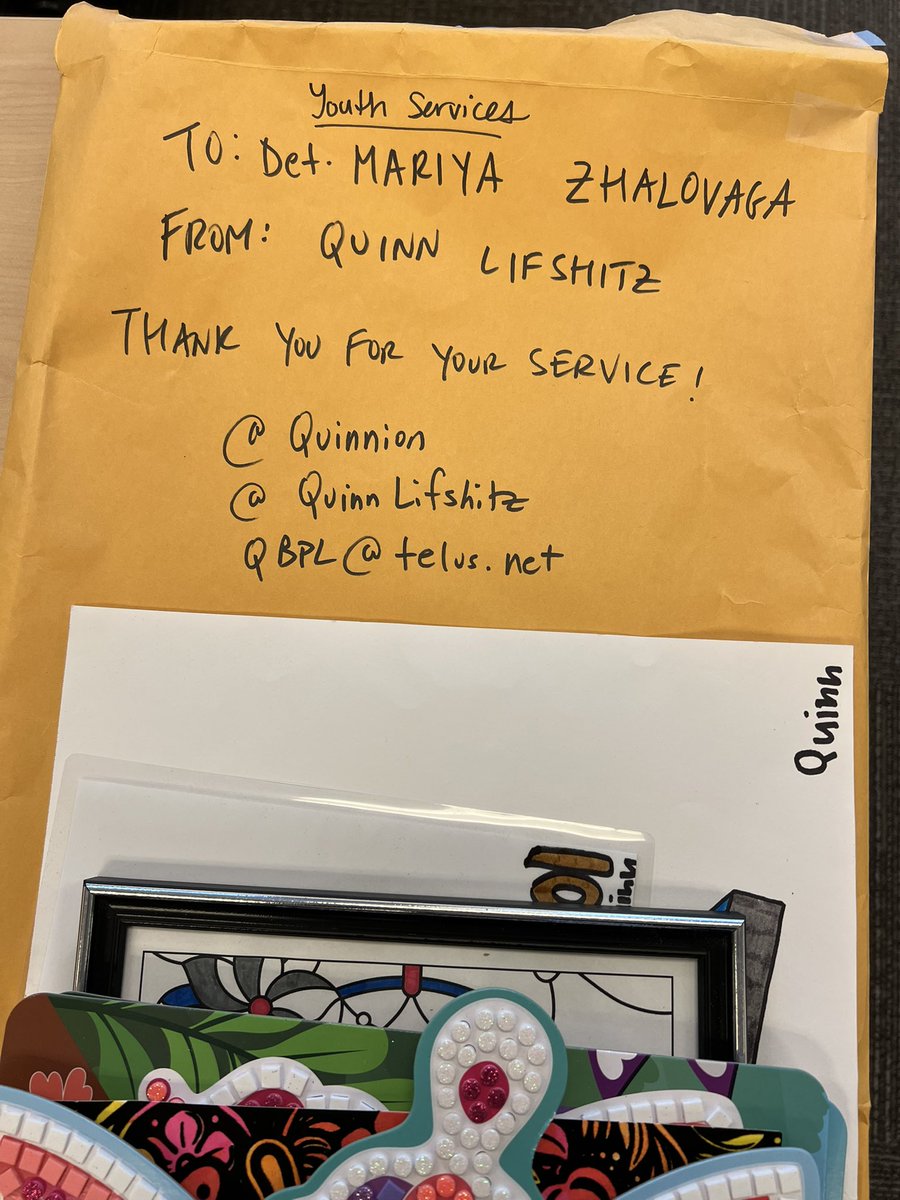 Youth Services
TO: Det. MARIYA ZHALOVAGA
FROM: QUINN LIFSHITZ
THANK YOU FOR YOUR SERVICE!
@ Quinnion
@ Quinn Lifshitz
QBPL@telus.net
Quinn